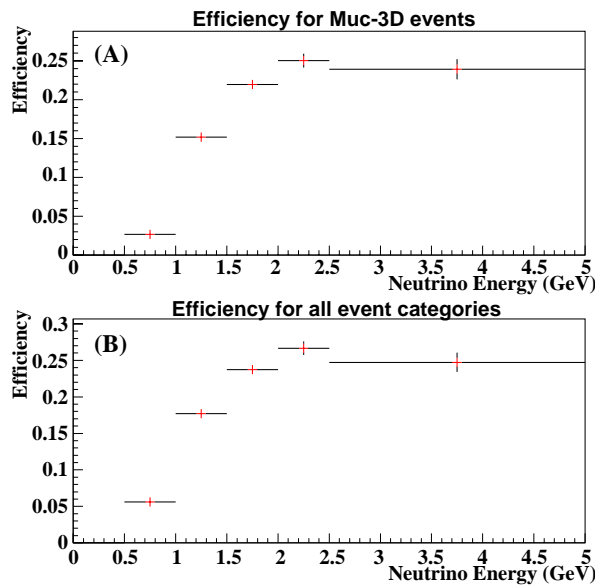 Efficiency for Muc-3D events
Efficiency
(A)
0.25
0.2
0.15
0.1
0.05
0
0 0.5 1 1.5 2 2.5 3 3.5 4 4.5 5
Neutrino Energy (GeV)
Efficiency for all event categories
Efficiency
(B)
0.3
0.25
0.2
0.15
0.1
0.05
0
0 0.5 1 1.5 2 2.5 3 3.5 4 4.5 5
Neutrino Energy (GeV)